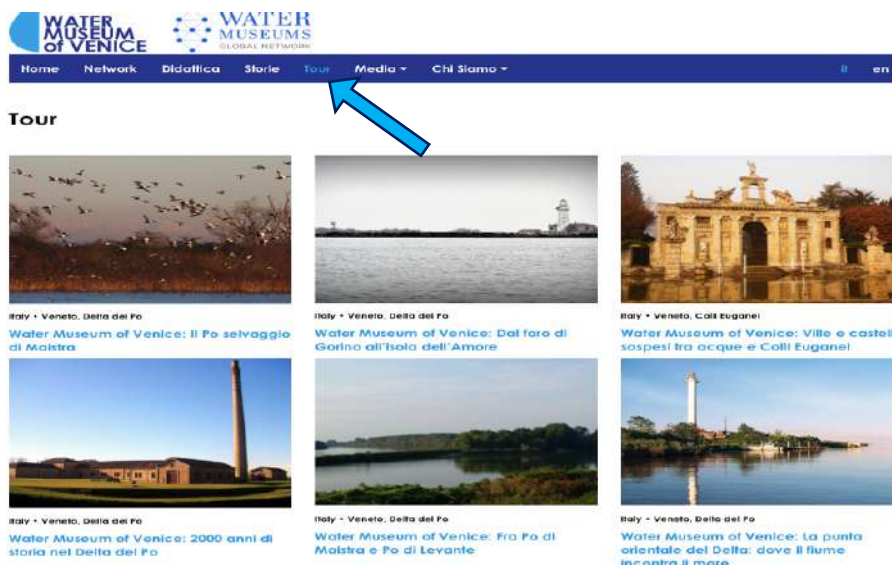 WATER
MUSEUM
OF VENICE
WATER
MUSEUMS
GLOBAL NETWORK
Home Network Didattica Storie Tour Media Chi Siamo it en
Tour
Italy • Veneto, Delta del Po
Water Museum of Venice: Il Po selvaggio
di Maistra
Italy • Veneto, Delta del Po
Water Museum of Venice: Dal faro di
Gorino all'Isola dell'Amore
Italy • Veneto, Colli Euganei
Water Museum of Venice: Ville e castelli
sospesi tra acque e Colli Euganei
Italy • Veneto, Delta del Po
Water Museum of Venice: 2000 anni di
storia nel Delta del Po
Italy • Veneto, Delta del Po
Water Museum of Venice: Fra Po di
Maistra e Po di Levante
Italy • Veneto, Delta del Po
Water Museum of Venice: La punta
orientale del Delta: dove il fiume
incontra il mare